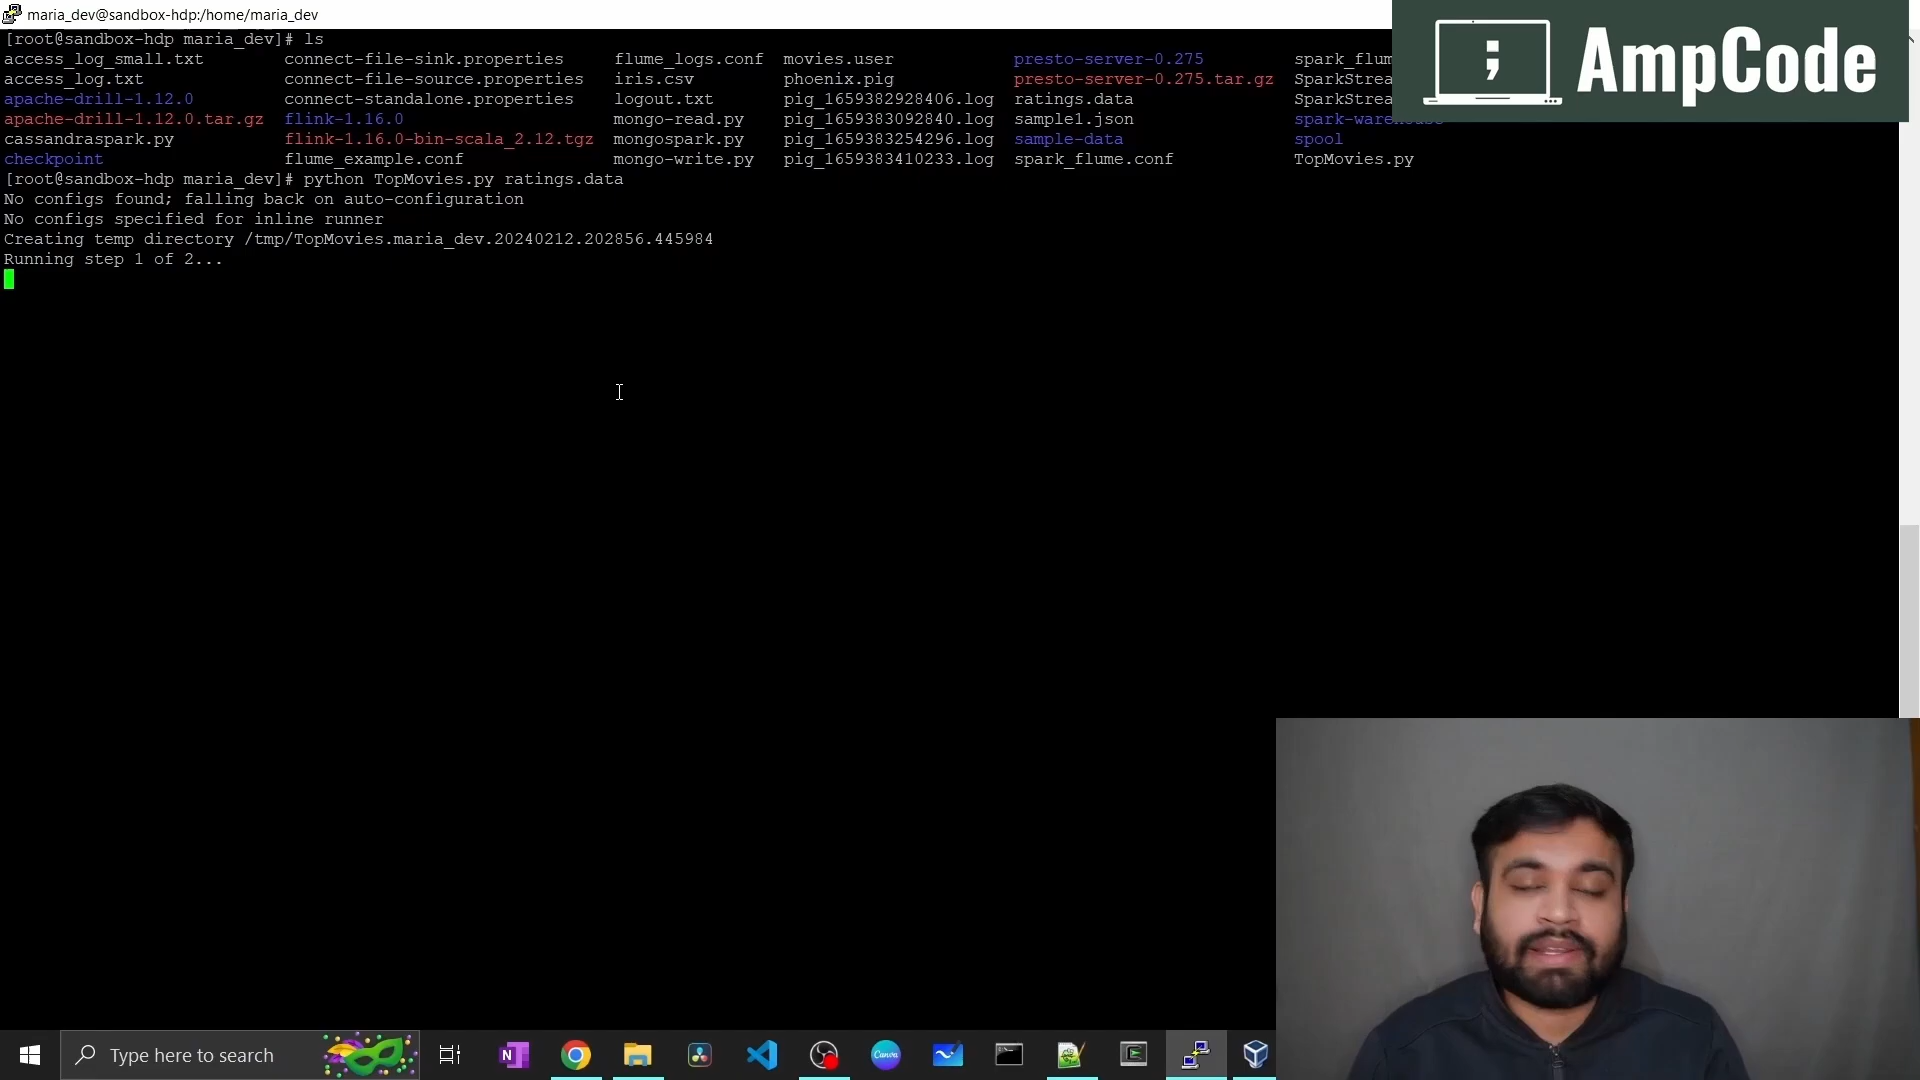 maria_dev@sandbox-hdp:/home/maria_dev
[root@sandbox-hdp maria_dev]# ls
access_log_small.txt connect-file-sink.properties flume_logs.conf movies.user presto-server-0.275 spark_flum
access_log.txt connect-file-source.properties iris.csv phoenix.pig presto-server-0.275.tar.gz SparkStrea
apache-drill-1.12.0 connect-standalone.properties logout.txt pig_1659382928406.log ratings.data SparkStrea
apache-drill-1.12.0.tar.gz flink-1.16.0 mongo-read.py pig_1659383092840.log sample1.json spark-warehouse
cassandraspark.py flink-1.16.0-bin-scala_2.12.tgz mongospark.py pig_1659383254296.log sample-data spool
checkpoint flume_example.conf mongo-write.py pig_1659383410233.log spark_flume.conf TopMovies.py
[root@sandbox-hdp maria_dev]# python TopMovies.py ratings.data
No configs found; falling back on auto-configuration
No configs specified for inline runner
Creating temp directory /tmp/TopMovies.maria_dev.20240212.202856.445984
Running step 1 of 2...
; AmpCode
Type here to search
N
Canva